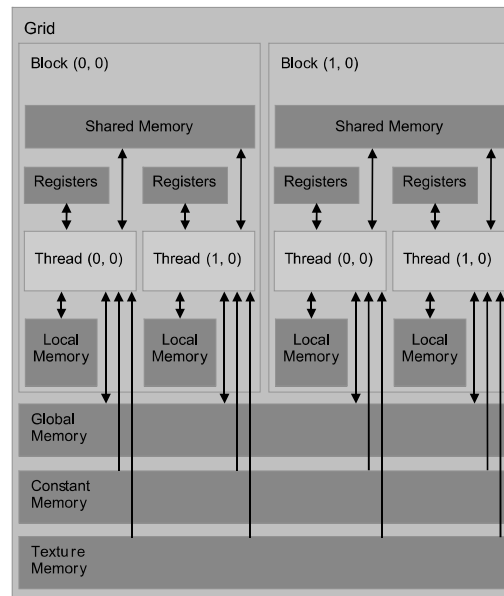 Grid
Block (0, 0)
Block (1, 0)
Shared Memory
Shared Memory
Registers
Registers
Registers
Registers
Thread (0, 0)
Thread (1, 0)
Thread (0, 0)
Thread (1, 0)
Local
Memory
Local
Memory
Local
Memory
Local
Memory
Global
Memory
Constant
Memory
Texture
Memory